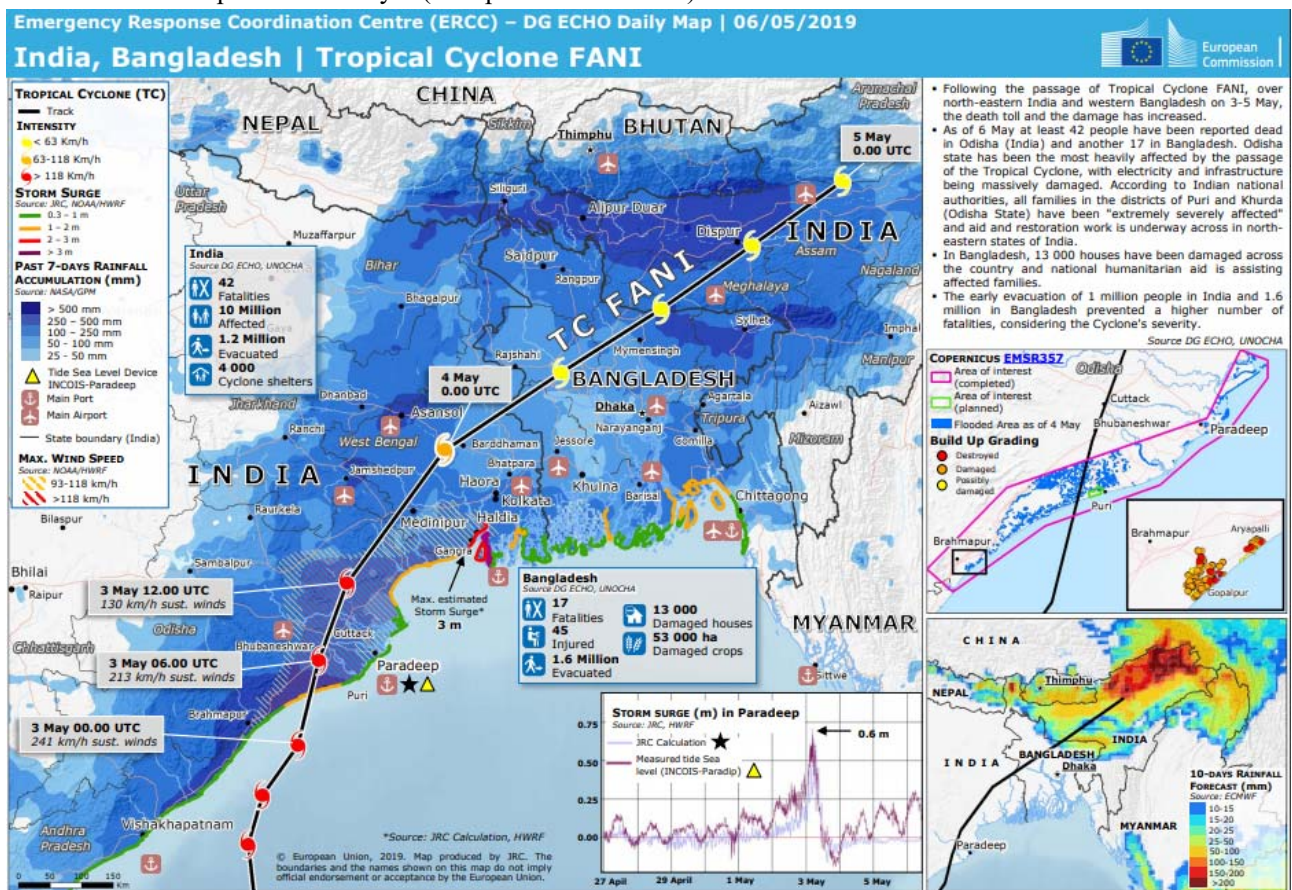 Emergency Response Coordination Centre (ERCC) – DG ECHO Daily Map | 06/05/2019
India, Bangladesh | Tropical Cyclone FANI
European
Commission
TROPICAL CYCLONE (TC)
Track
INTENSITY
< 63 Km/h
63-118 Km/h
> 118 Km/h
STORM SURGE
Source: JRC, NOAA/HWRF
0.3 – 1 m
1 – 2 m
2 – 3 m
> 3 m
PAST 7-DAYS RAINFALL
ACCUMULATION (mm)
Source: NASA/GPM
> 500 mm
250 – 500 mm
100 – 250 mm
50 - 100 mm
25 - 50 mm
Tide Sea Level Device
INCOIS-Paradeep
Main Port
Main Airport
State boundary (India)
MAX. WIND SPEED
Source: NOAA/HWRF
93-118 km/h
>118 km/h
CHINA
NEPAL
Sikkim
Thimphu
BHUTAN
Arunachal
Pradesh
5 May
0.00 UTC
Uttar
Pradesh
Siliguri
Alipur Duar
Dispur
INDIA
Assam
Nagaland
Muzaffarpur
Bihar
Saidpur
Rangpur
Meghalaya
Bhagalpur
Gaya
TC FANI
Sylhet
Imphal
Manipur
Mymensingh
Rajshahi
India
Source DG ECHO, UNOCHA
42
Fatalities
10 Million
Affected
1.2 Million
Evacuated
4 000
Cyclone shelters
4 May
0.00 UTC
BANGLADESH
Jharkhand
Dhanbad
Asansol
Dhaka
Agartala
Aizawl
Ranchi
West Bengal
Narayanganj
Tripura
Mizoram
Barddhaman
Jessore
Comilla
INDIA
Jamshedpur
Bhatpara
Haora
Kolkata
Khulna
Barisal
Chittagong
Bilaspur
Raurkela
Medinipur
Haldia
Gangra
Sambalpur
Bhilai
Raipur
3 May 12.00 UTC
130 km/h sust. winds
Max. estimated
Storm Surge*
3 m
Bangladesh
Source DG ECHO, UNOCHA
17
Fatalities
45
Injured
1.6 Million
Evacuated
13 000
Damaged houses
53 000 ha
Damaged crops
MYANMAR
Odisha
Cuttack
Bhubaneshwar
Chhattisgarh
3 May 06.00 UTC
213 km/h sust. winds
Paradeep
Puri
Sittwe
Brahmapur
3 May 00.00 UTC
241 km/h sust. winds
Vishakhapatnam
Andhra
Pradesh
0 50 100 150
Km
*Source: JRC Calculation, HWRF
© European Union, 2019. Map produced by JRC. The
boundaries and the names shown on this map do not imply
official endorsement or acceptance by the European Union.
STORM SURGE (m) in Paradeep
Source: JRC, HWRF
JRC Calculation
Measured tide Sea
level (INCOIS-Paradip)
0.6 m
0.75
0.50
0.25
0.00
27 April 29 April 1 May 3 May 5 May
• Following the passage of Tropical Cyclone FANI, over
north-eastern India and western Bangladesh on 3-5 May,
the death toll and the damage has increased.
• As of 6 May at least 42 people have been reported dead
in Odisha (India) and another 17 in Bangladesh. Odisha
state has been the most heavily affected by the passage
of the Tropical Cyclone, with electricity and infrastructure
being massively damaged. According to Indian national
authorities, all families in the districts of Puri and Khurda
(Odisha State) have been "extremely severely affected"
and aid and restoration work is underway across in north-
eastern states of India.
• In Bangladesh, 13 000 houses have been damaged across
the country and national humanitarian aid is assisting
affected families.
• The early evacuation of 1 million people in India and 1.6
million in Bangladesh prevented a higher number of
fatalities, considering the Cyclone's severity.
Source DG ECHO, UNOCHA
COPERNICUS EMSR357
Area of interest
(completed)
Area of interest
(planned)
Flooded Area as of 4 May
Build Up Grading
Destroyed
Damaged
Possibly
damaged
Odisha
Cuttack
Bhubaneshwar
Paradeep
Puri
Brahmapur
Brahmapur
Aryapalli
Gopalpur
CHINA
Thimphu
NEPAL
INDIA
BANGLADESH
INDIA
Dhaka
MYANMAR
Paradeep
10-DAYS RAINFALL
FORECAST (mm)
Source: ECMWF
10-15
15-20
20-25
25-50
50-100
100-150
150-200
>200